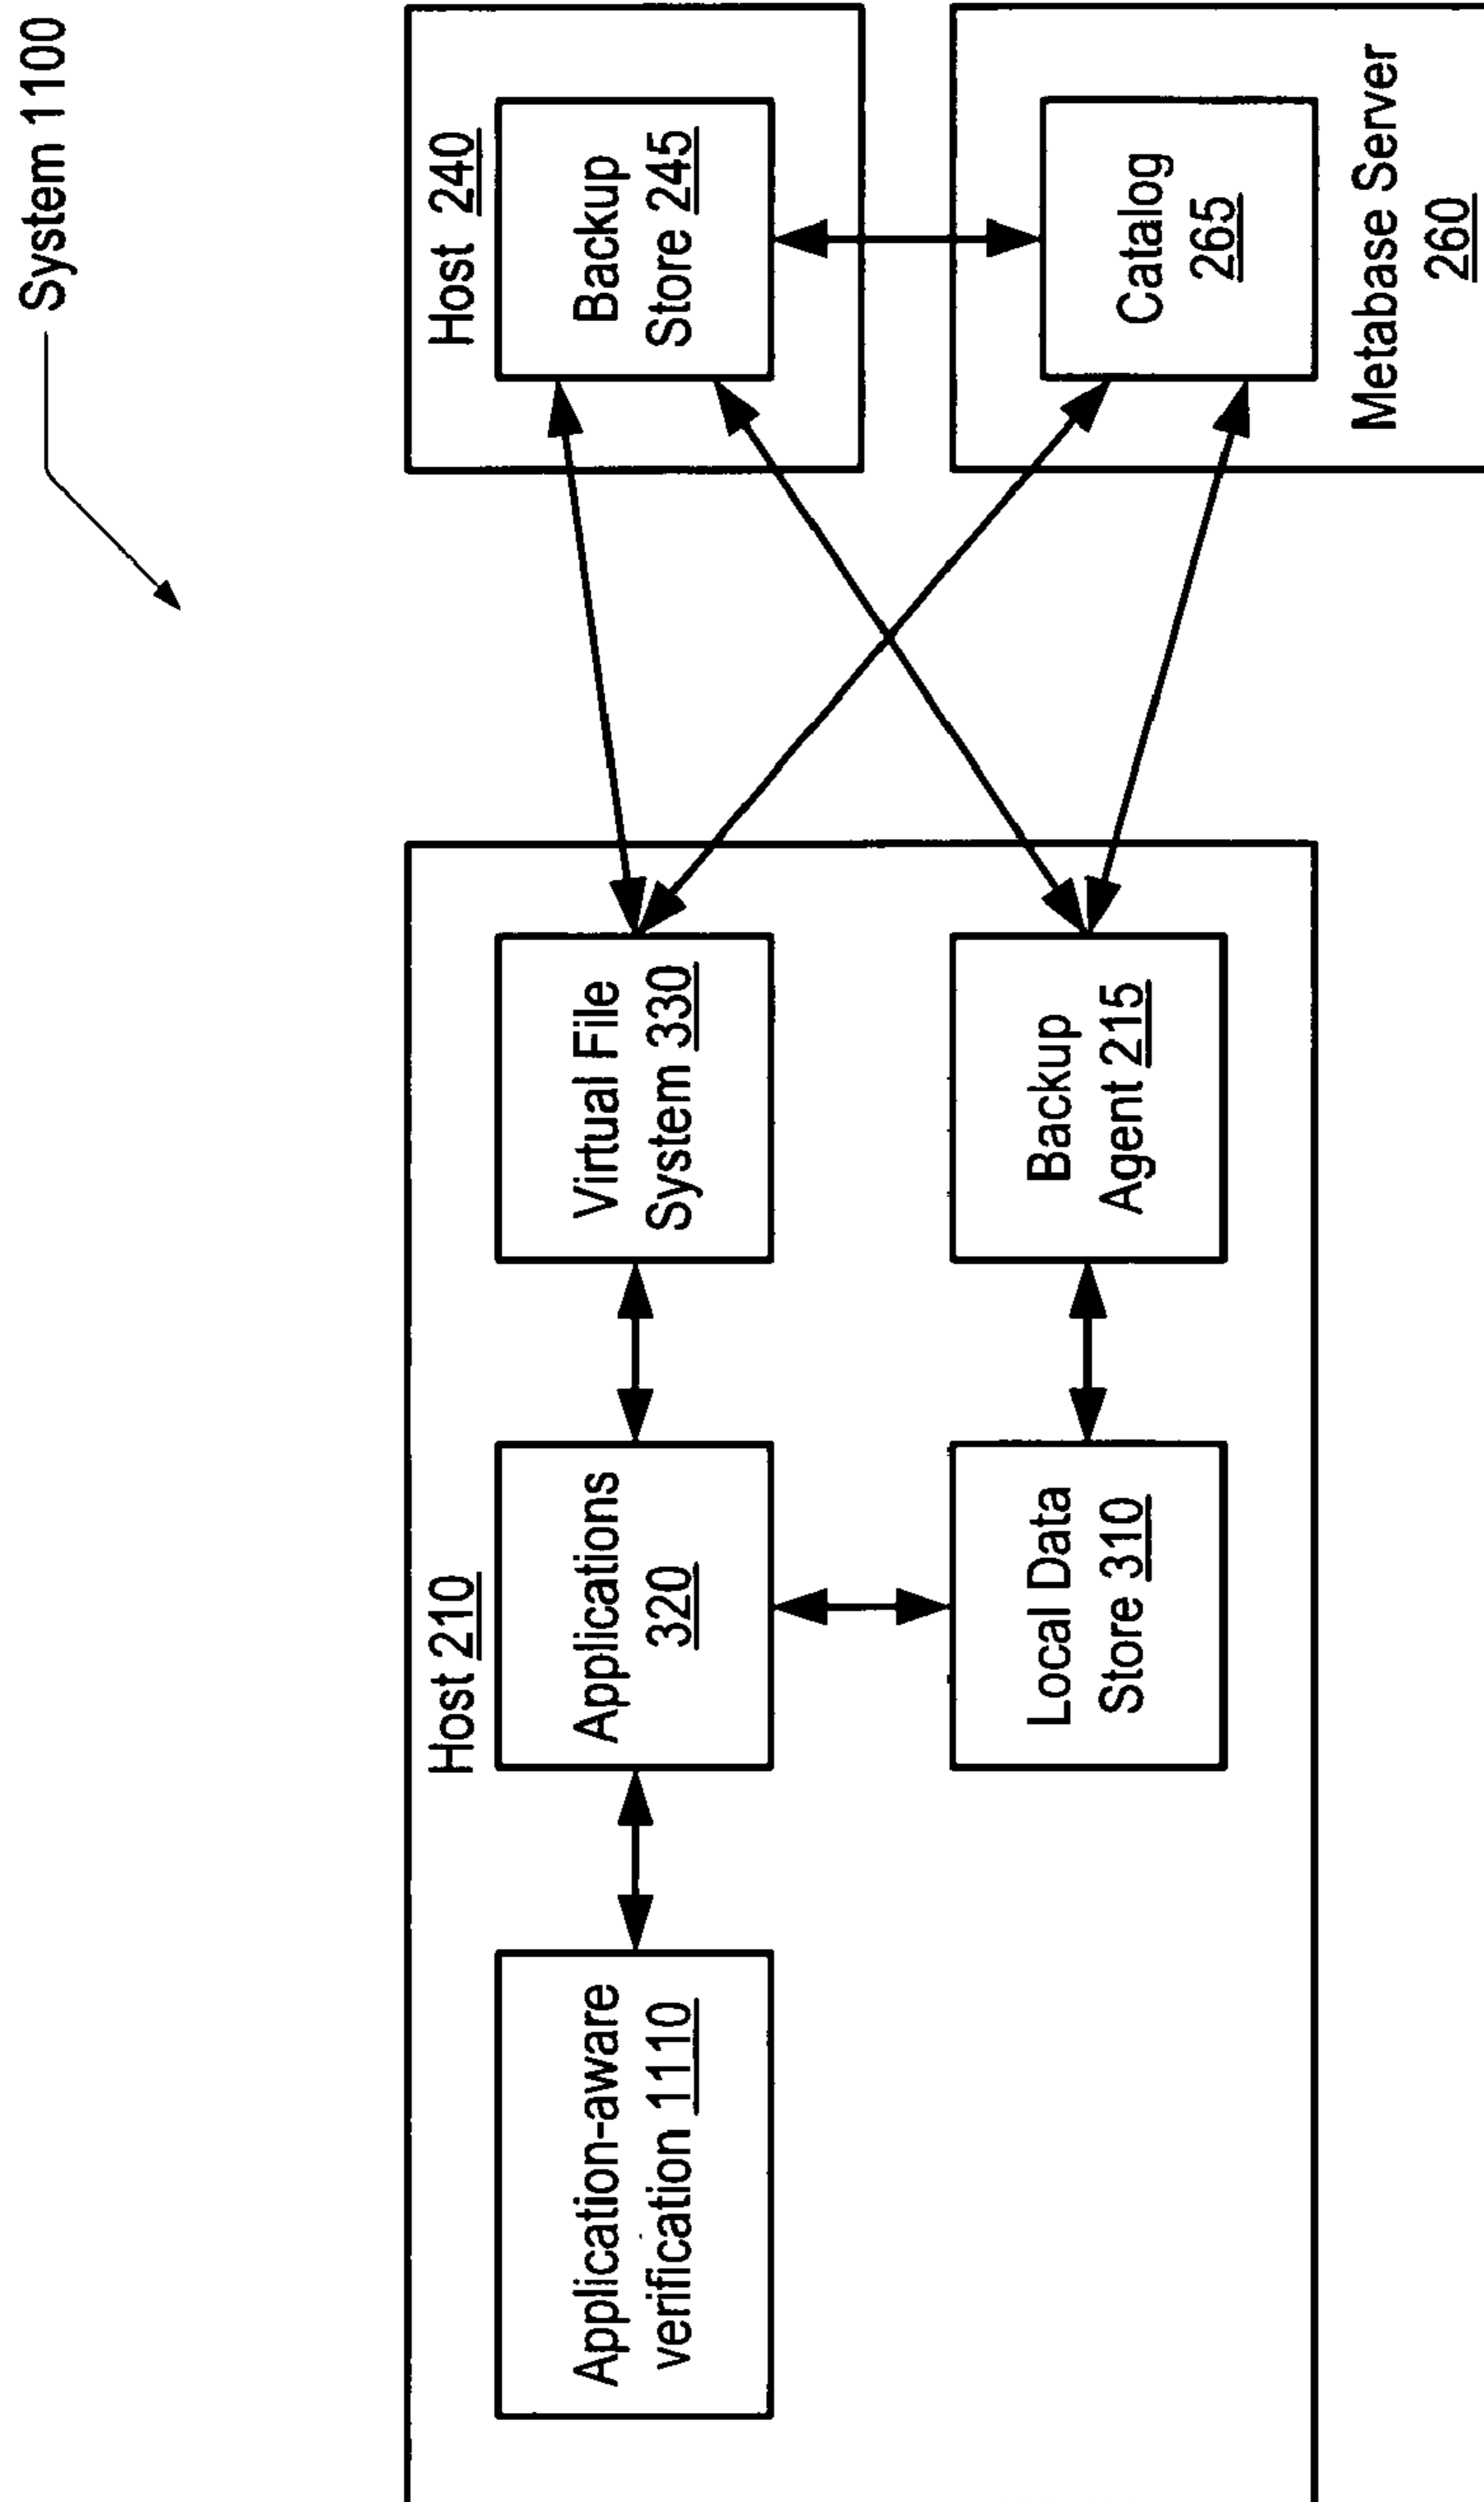 System 1100
Host 210
Application-aware
verification 1110
Applications
320
Virtual File
System 330
Local Data
Store 310
Backup
Agent 215
Host 240
Backup
Store 245
Catalog
265
Metabase Server
260